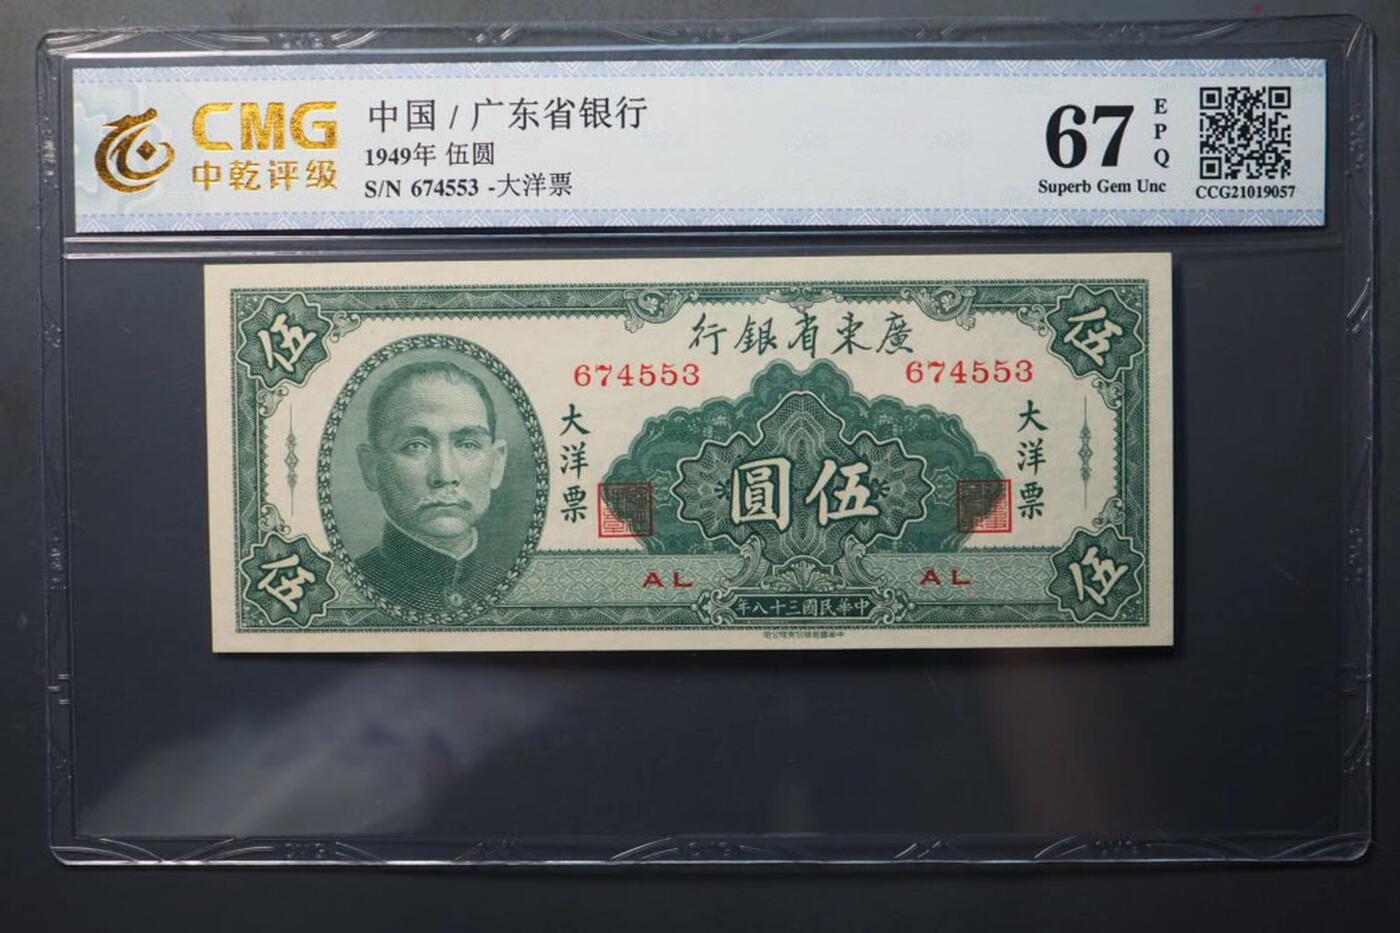 CMG
中乾评级
中国 / 广东省银行
1949年 伍圆
S/N 674553 -大洋票
67
EPQ
Superb Gem Unc
CCG21019057
伍
行銀省東廣
伍
674553
674553
大洋票
大洋票
圓伍
AL
AL
伍
年八十三國民華中
伍